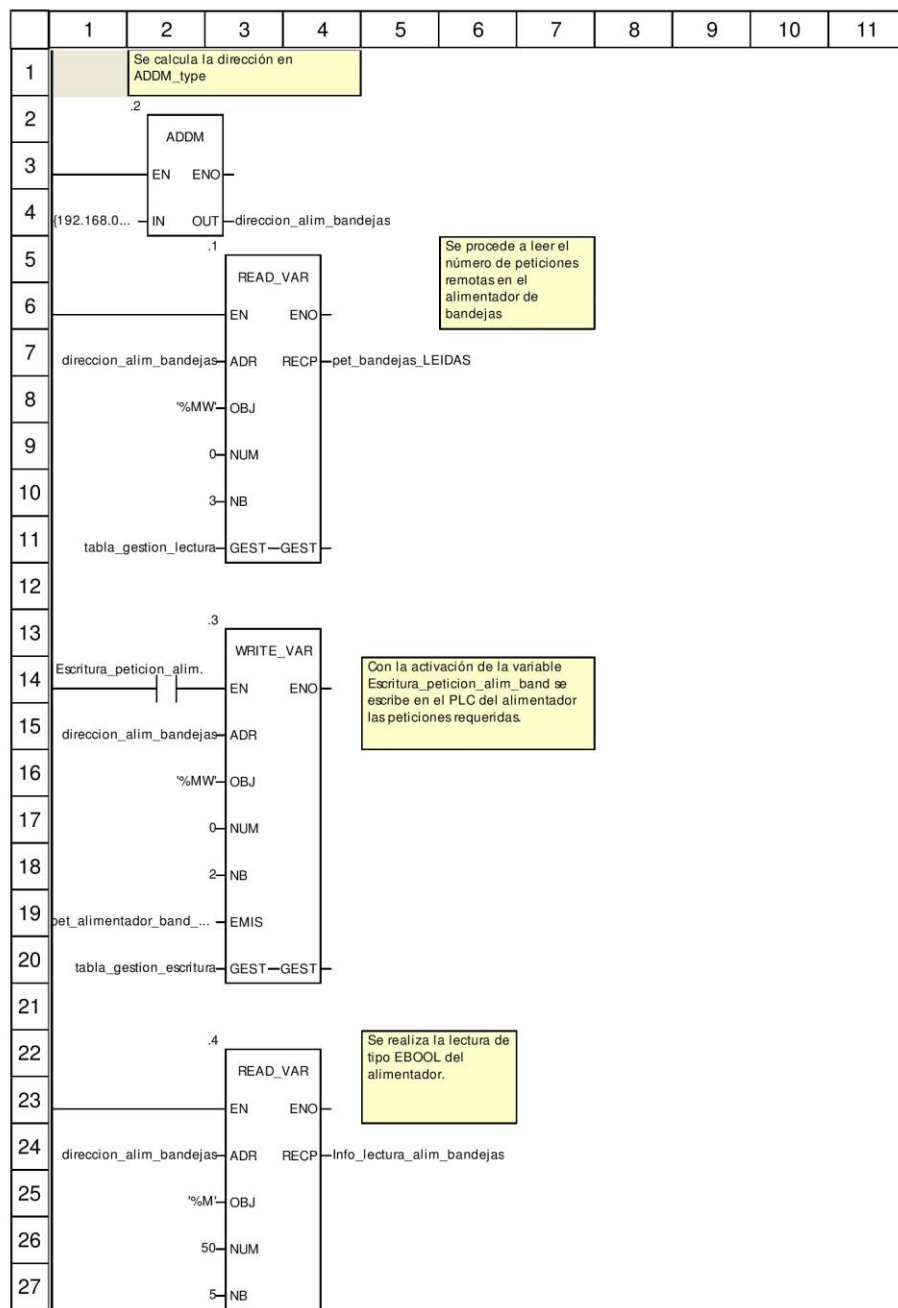 1 2 3 4 5 6 7 8 9 10 11
1
Se calcula la dirección en
ADDM_type
2
.2
ADDM
3
EN ENO
4
{192.168.0... IN OUT direccion_alim_bandejas
5
.1
READ_VAR
Se procede a leer el
número de peticiones
remotas en el
alimentador de
bandejas
6
EN ENO
7
direccion_alim_bandejas ADR RECP pet_bandejas_LEIDAS
8
'%MW' OBJ
9
0 NUM
10
3 NB
11
tabla_gestion_lectura GEST GEST
12
13
.3
WRITE_VAR
14
Escritura_peticion_alim.
EN ENO
Con la activación de la variable
Escritura_peticion_alim_band se
escribe en el PLC del alimentador
las peticiones requeridas.
15
direccion_alim_bandejas ADR
16
'%MW' OBJ
17
0 NUM
18
2 NB
19
pet_alimentador_band_... EMIS
20
tabla_gestion_escritura GEST GEST
21
22
.4
READ_VAR
Se realiza la lectura de
tipo EBOOL del
alimentador.
23
EN ENO
24
direccion_alim_bandejas ADR RECP Info_lectura_alim_bandejas
25
'%M' OBJ
26
50 NUM
27
5 NB